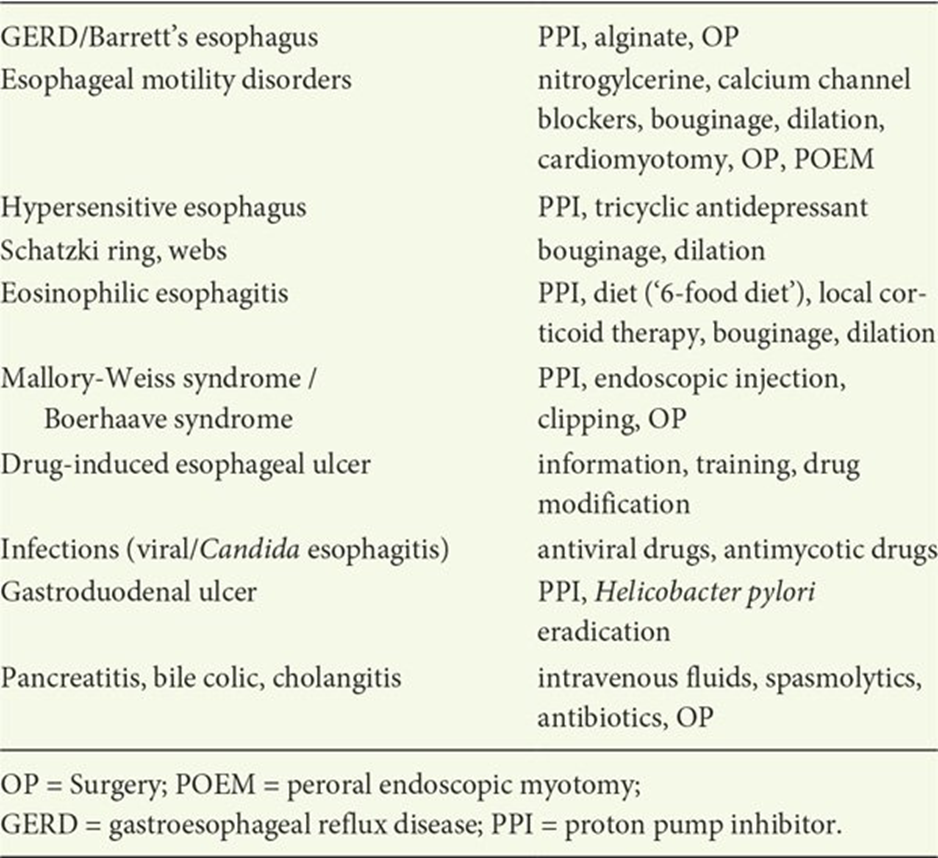 GERD/Barrett’s esophagus PPI, alginate, OP
Esophageal motility disorders nitrogylcerine, calcium channel
blockers, bouginage, dilation,
cardiomyotomy, OP, POEM
Hypersensitive esophagus PPI, tricyclic antidepressant
Schatzki ring, webs bouginage, dilation
Eosinophilic esophagitis PPI, diet (‘6-food diet’), local cor-
ticoid therapy, bouginage, dilation
Mallory-Weiss syndrome / PPI, endoscopic injection,
Boerhaave syndrome clipping, OP
Drug-induced esophageal ulcer information, training, drug
modification
Infections (viral/Candida esophagitis) antiviral drugs, antimycotic drugs
Gastroduodenal ulcer PPI, Helicobacter pylori
eradication
Pancreatitis, bile colic, cholangitis intravenous fluids, spasmolytics,
antibiotics, OP
OP = Surgery; POEM = peroral endoscopic myotomy;
GERD = gastroesophageal reflux disease; PPI = proton pump inhibitor.